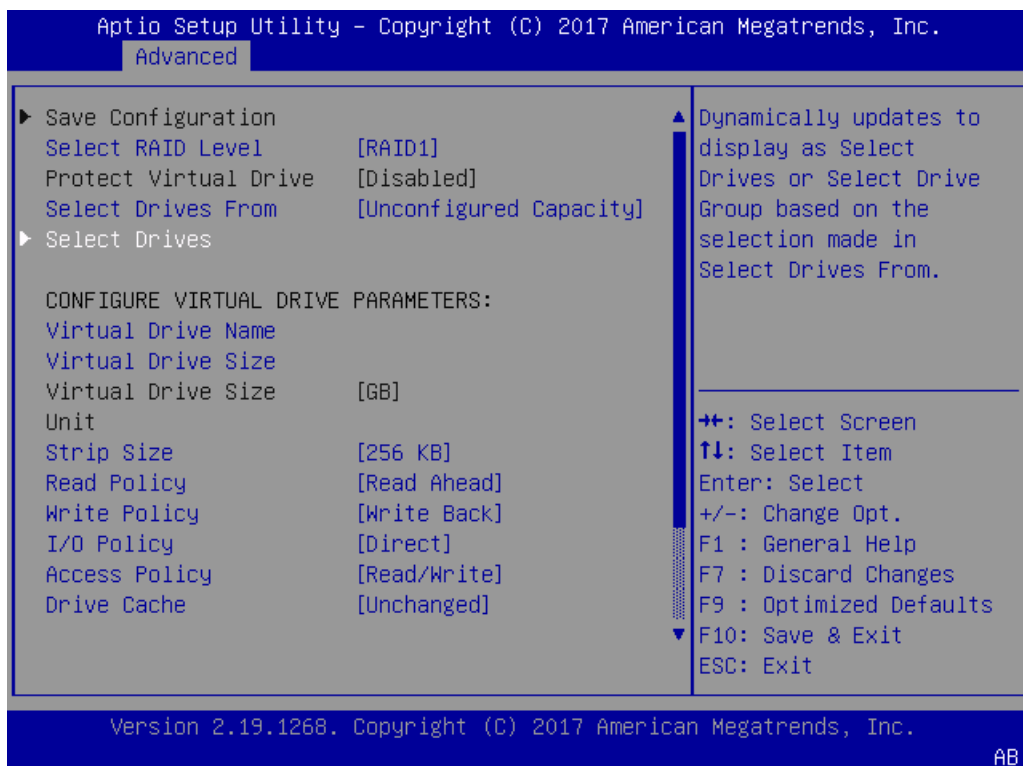 Aptio Setup Utility – Copyright (C) 2017 American Megatrends, Inc.
Advanced
▶ Save Configuration
Select RAID Level [RAID1]
Protect Virtual Drive [Disabled]
Select Drives From [Unconfigured Capacity]
▶ Select Drives
CONFIGURE VIRTUAL DRIVE PARAMETERS:
Virtual Drive Name
Virtual Drive Size
Virtual Drive Size [GB]
Unit
Strip Size [256 KB]
Read Policy [Read Ahead]
Write Policy [Write Back]
I/O Policy [Direct]
Access Policy [Read/Write]
Drive Cache [Unchanged]
Dynamically updates to
display as Select
Drives or Select Drive
Group based on the
selection made in
Select Drives From.
→←: Select Screen
↑↓: Select Item
Enter: Select
+/-: Change Opt.
F1 : General Help
F7 : Discard Changes
F9 : Optimized Defaults
F10: Save & Exit
ESC: Exit
Version 2.19.1268. Copyright (C) 2017 American Megatrends, Inc.
AB